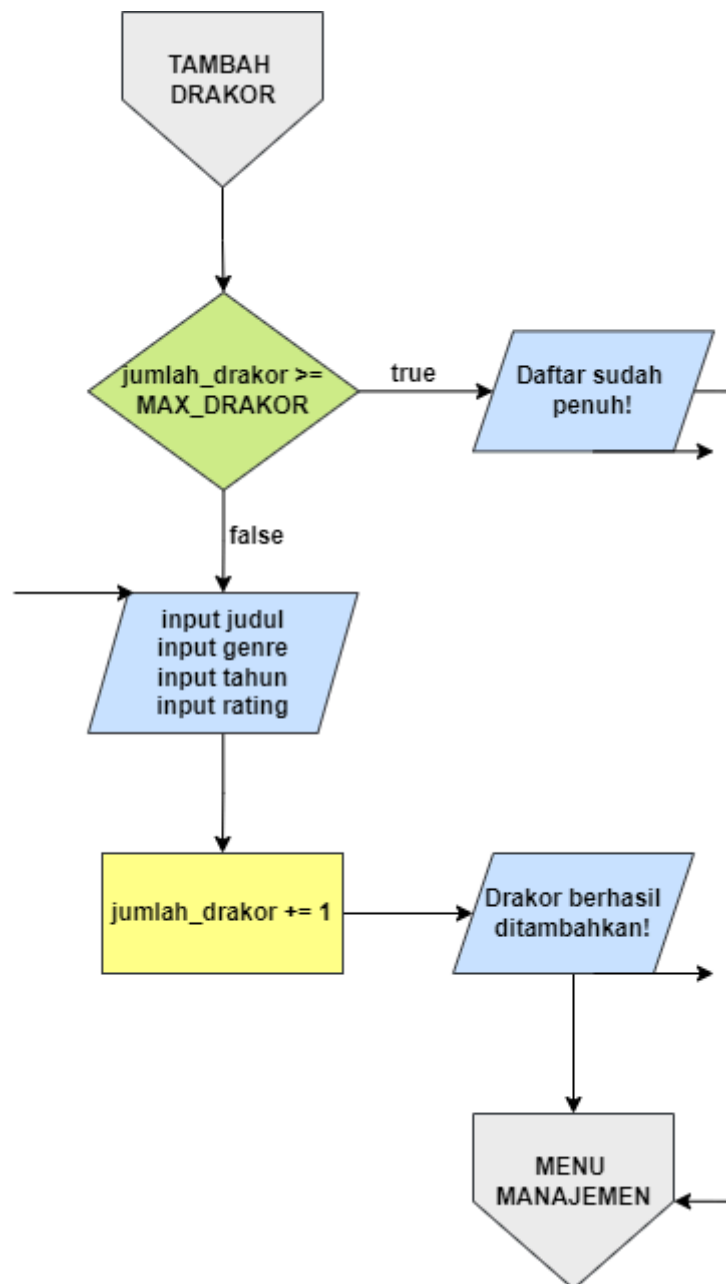 TAMBAH
DRAKOR
jumlah_drakor >=
MAX_DRAKOR
true
Daftar sudah
penuh!
false
input judul
input genre
input tahun
input rating
jumlah_drakor += 1
Drakor berhasil
ditambahkan!
MENU
MANAJEMEN